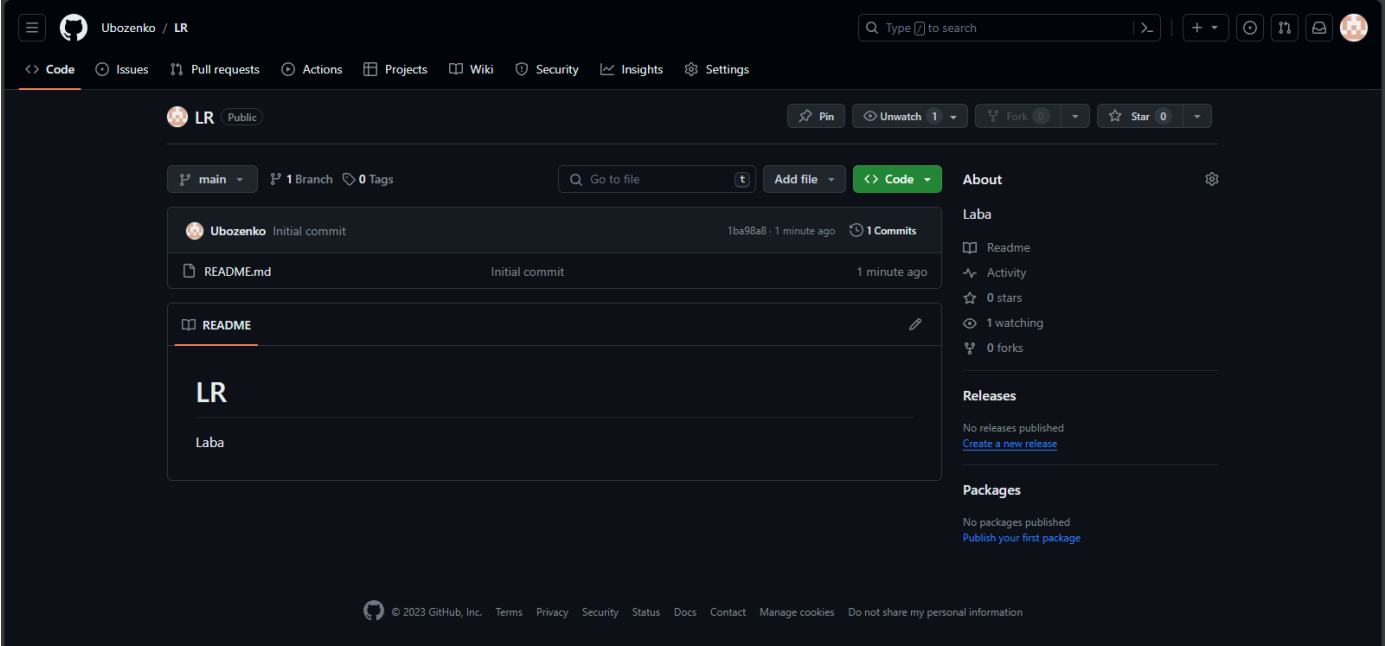 Ubozenko / LR
Type / to search
Code Issues Pull requests Actions Projects Wiki Security Insights Settings
LR Public
Pin Unwatch 1 Fork 0 Star 0
main 1 Branch 0 Tags Go to file t Add file Code
Ubozenko Initial commit 1ba98a8 · 1 minute ago 1 Commits
README.md Initial commit 1 minute ago
README
LR
Laba
About
Laba
Readme
Activity
0 stars
1 watching
0 forks
Releases
No releases published
Create a new release
Packages
No packages published
Publish your first package
© 2023 GitHub, Inc. Terms Privacy Security Status Docs Contact Manage cookies Do not share my personal information